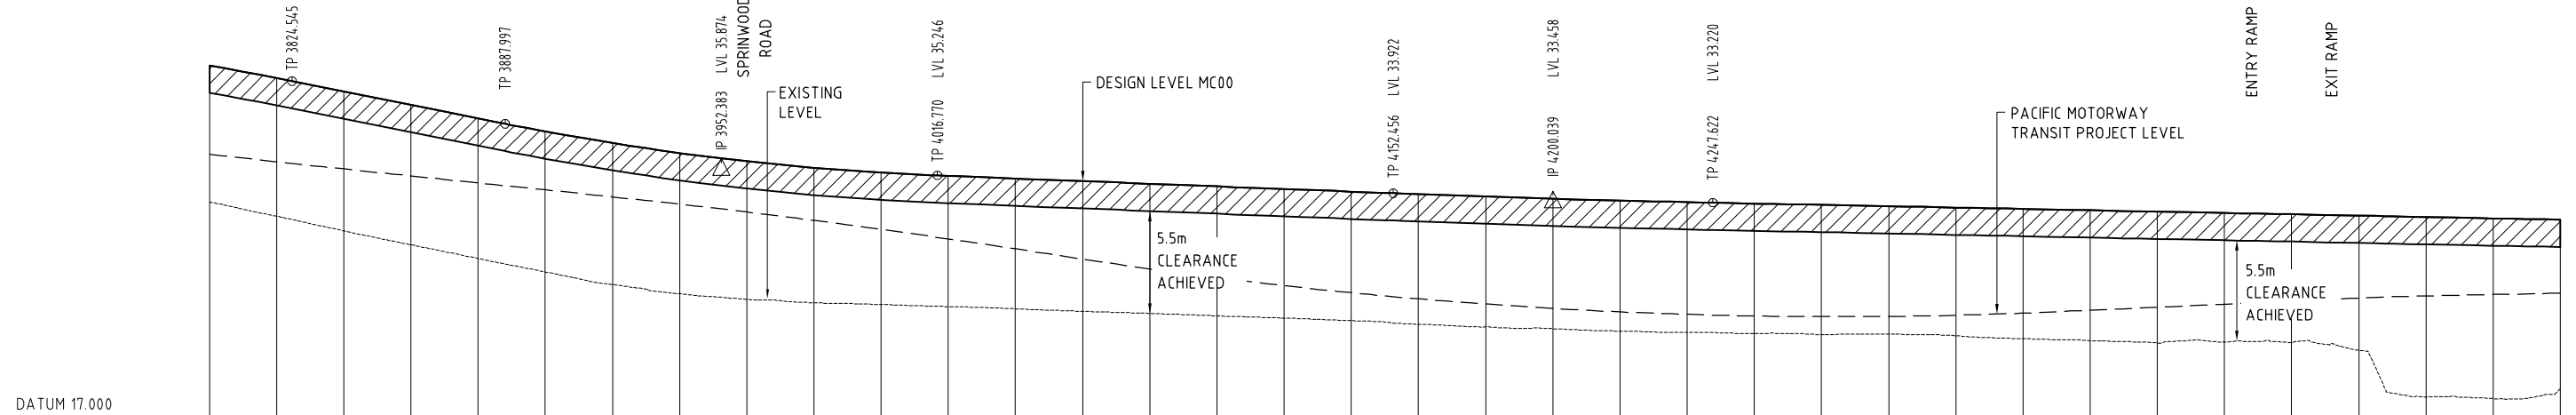 TP 3824.545
TP 3887.997
IP 3952.383 LVL 35.874
SPRINWOOD
ROAD
TP 4016.770 LVL 35.246
TP 4152.456 LVL 33.922
IP 4200.039 LVL 33.458
TP 4247.622 LVL 33.220
ENTRY RAMP
EXIT RAMP
EXISTING
LEVEL
DESIGN LEVEL MC00
PACIFIC MOTORWAY
TRANSIT PROJECT LEVEL
5.5m
CLEARANCE
ACHIEVED
5.5m
CLEARANCE
ACHIEVED
DATUM 17.000